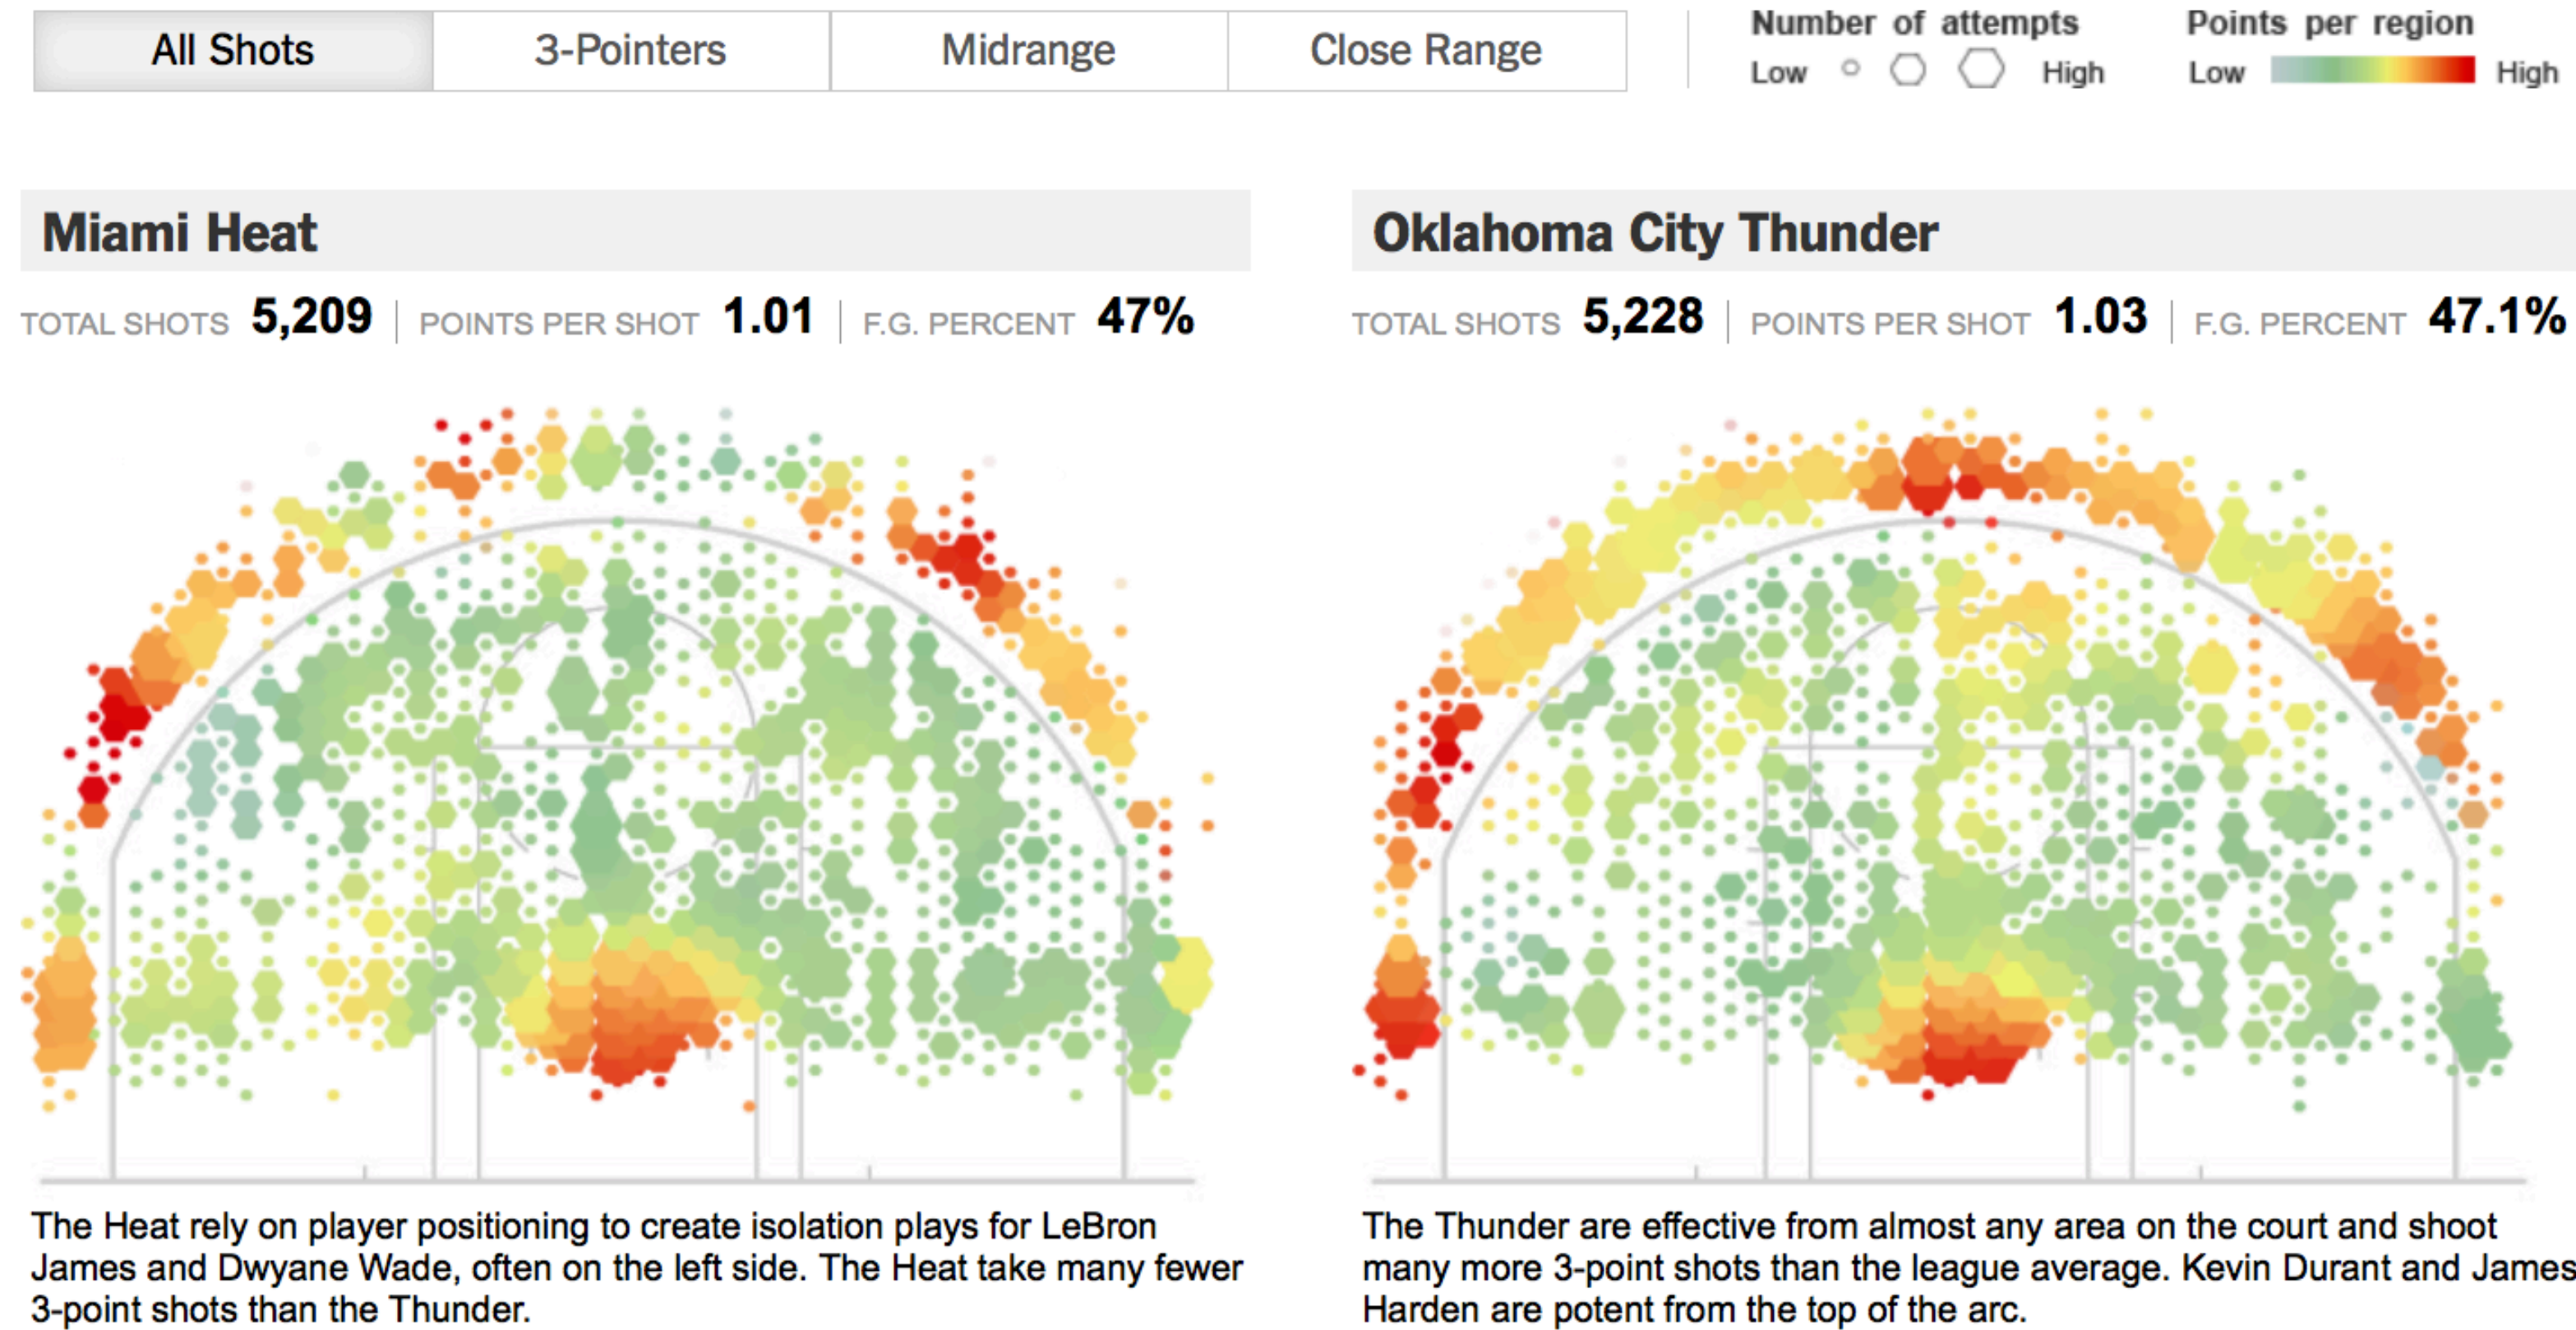 All Shots 3-Pointers Midrange Close Range
Number of attempts Points per region
Low High Low High
Miami Heat
TOTAL SHOTS 5,209 POINTS PER SHOT 1.01 F.G. PERCENT 47%
The Heat rely on player positioning to create isolation plays for LeBron
James and Dwyane Wade, often on the left side. The Heat take many fewer
3-point shots than the Thunder.
Oklahoma City Thunder
TOTAL SHOTS 5,228 POINTS PER SHOT 1.03 F.G. PERCENT 47.1%
The Thunder are effective from almost any area on the court and shoot
many more 3-point shots than the league average. Kevin Durant and James
Harden are potent from the top of the arc.